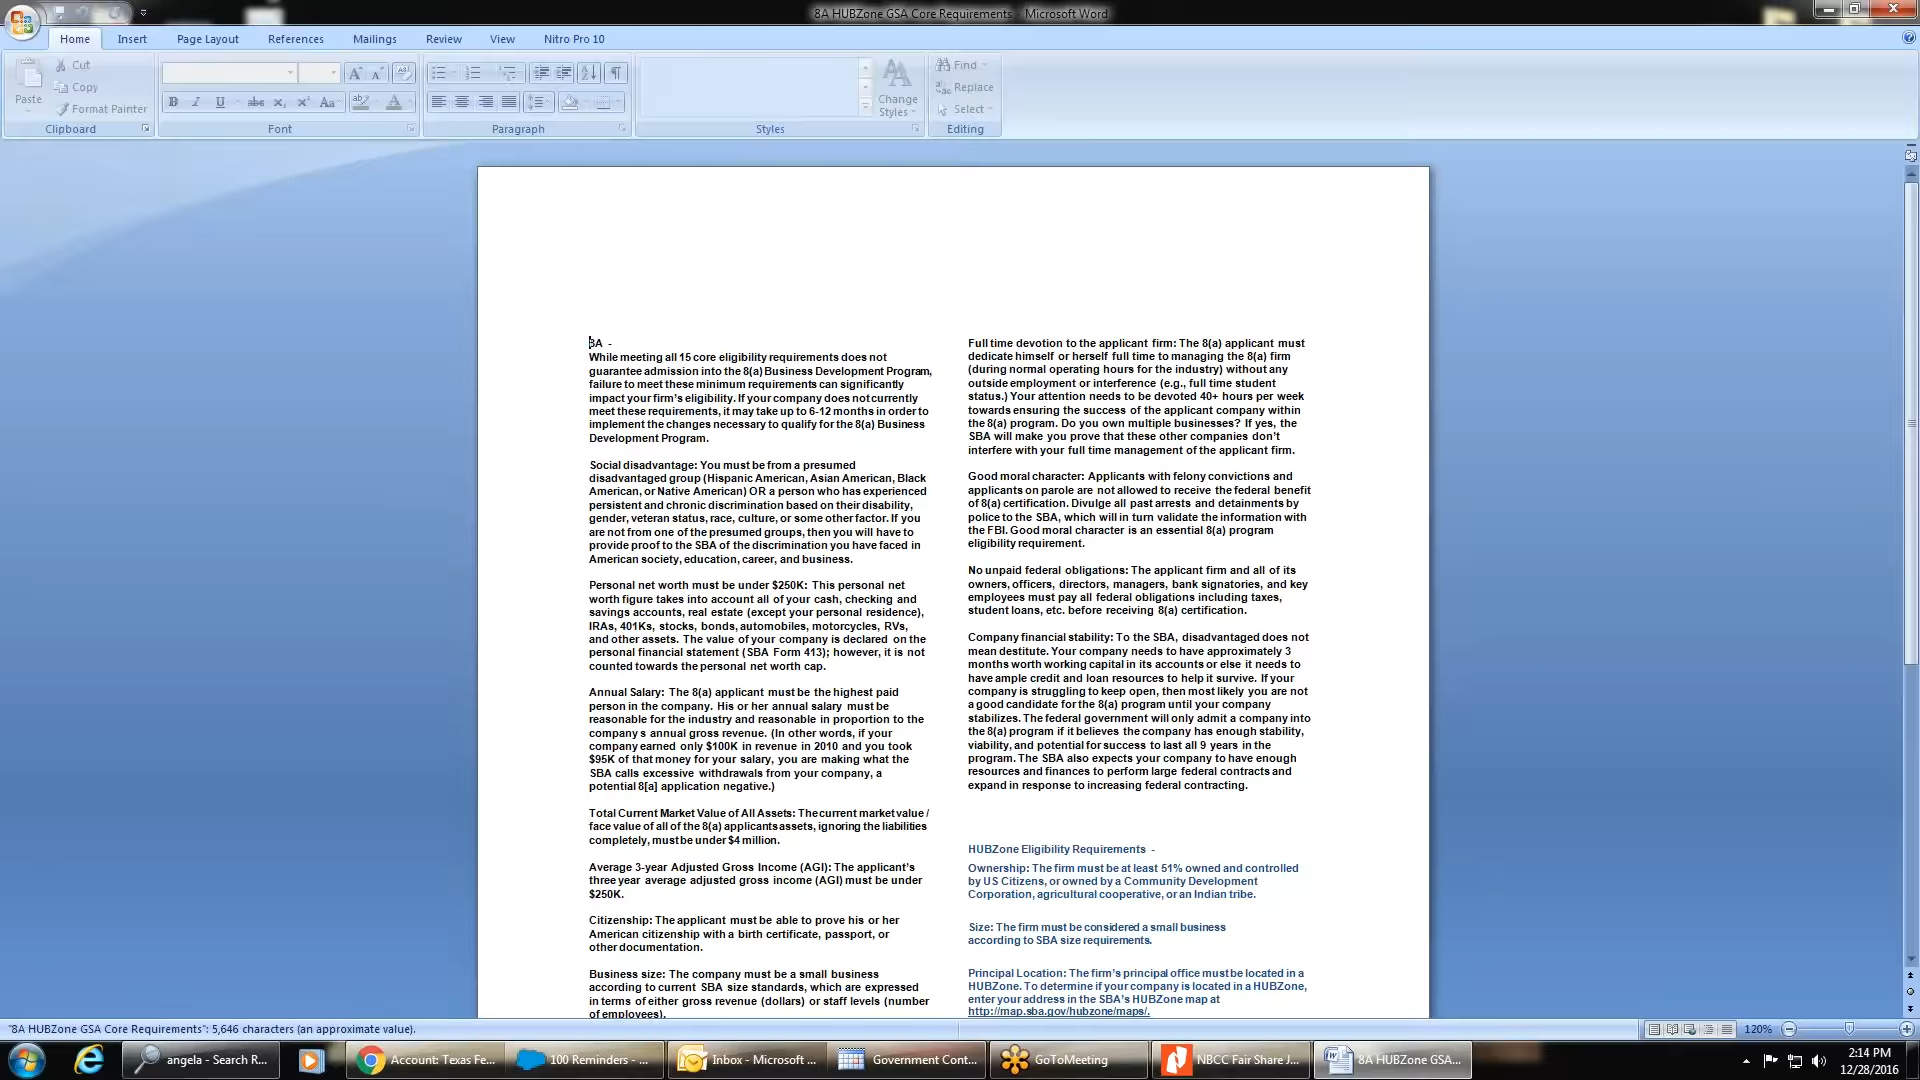 8A HUBZone GSA Core Requirements - Microsoft Word
Home
Insert
Page Layout
References
Mailings
Review
View
Nitro Pro 10
Paste
Cut
Copy
Format Painter
Clipboard
Font
Paragraph
Change
Styles
Styles
Find
Replace
Select
Editing
8A -
While meeting all 15 core eligibility requirements does not
guarantee admission into the 8(a) Business Development Program,
failure to meet these minimum requirements can significantly
impact your firm's eligibility. If your company does not currently
meet these requirements, it may take up to 6-12 months in order to
implement the changes necessary to qualify for the 8(a) Business
Development Program.
Social disadvantage: You must be from a presumed
disadvantaged group (Hispanic American, Asian American, Black
American, or Native American) OR a person who has experienced
persistent and chronic discrimination based on their disability,
gender, veteran status, race, culture, or some other factor. If you
are not from one of the presumed groups, then you will have to
provide proof to the SBA of the discrimination you have faced in
American society, education, career, and business.
Personal net worth must be under $250K: This personal net
worth figure takes into account all of your cash, checking and
savings accounts, real estate (except your personal residence),
IRAs, 401Ks, stocks, bonds, automobiles, motorcycles, RVs,
and other assets. The value of your company is declared on the
personal financial statement (SBA Form 413); however, it is not
counted towards the personal net worth cap.
Annual Salary: The 8(a) applicant must be the highest paid
person in the company. His or her annual salary must be
reasonable for the industry and reasonable in proportion to the
company s annual gross revenue. (In other words, if your
company earned only $100K in revenue in 2010 and you took
$95K of that money for your salary, you are making what the
SBA calls excessive withdrawals from your company, a
potential 8[a] application negative.)
Total Current Market Value of All Assets: The current market value /
face value of all of the 8(a) applicants assets, ignoring the liabilities
completely, must be under $4 million.
Average 3-year Adjusted Gross Income (AGI): The applicant's
three year average adjusted gross income (AGI) must be under
$250K.
Citizenship: The applicant must be able to prove his or her
American citizenship with a birth certificate, passport, or
other documentation.
Business size: The company must be a small business
according to current SBA size standards, which are expressed
in terms of either gross revenue (dollars) or staff levels (number
of employees).
Full time devotion to the applicant firm: The 8(a) applicant must
dedicate himself or herself full time to managing the 8(a) firm
(during normal operating hours for the industry) without any
outside employment or interference (e.g., full time student
status.) Your attention needs to be devoted 40+ hours per week
towards ensuring the success of the applicant company within
the 8(a) program. Do you own multiple businesses? If yes, the
SBA will make you prove that these other companies don't
interfere with your full time management of the applicant firm.
Good moral character: Applicants with felony convictions and
applicants on parole are not allowed to receive the federal benefit
of 8(a) certification. Divulge all past arrests and detainments by
police to the SBA, which will in turn validate the information with
the FBI. Good moral character is an essential 8(a) program
eligibility requirement.
No unpaid federal obligations: The applicant firm and all of its
owners, officers, directors, managers, bank signatories, and key
employees must pay all federal obligations including taxes,
student loans, etc. before receiving 8(a) certification.
Company financial stability: To the SBA, disadvantaged does not
mean destitute. Your company needs to have approximately 3
months worth working capital in its accounts or else it needs to
have ample credit and loan resources to help it survive. If your
company is struggling to keep open, then most likely you are not
a good candidate for the 8(a) program until your company
stabilizes. The federal government will only admit a company into
the 8(a) program if it believes the company has enough stability,
viability, and potential for success to last all 9 years in the
program. The SBA also expects your company to have enough
resources and finances to perform large federal contracts and
expand in response to increasing federal contracting.
HUBZone Eligibility Requirements -
Ownership: The firm must be at least 51% owned and controlled
by US Citizens, or owned by a Community Development
Corporation, agricultural cooperative, or an Indian tribe.
Size: The firm must be considered a small business
according to SBA size requirements.
Principal Location: The firm's principal office must be located in a
HUBZone. To determine if your company is located in a HUBZone,
enter your address in the SBA's HUBZone map at
http://map.sba.gov/hubzone/maps/.
"8A HUBZone GSA Core Requirements": 5,646 characters (an approximate value).
120%
angela - Search R...
Account: Texas Fe...
100 Reminders - ...
Inbox - Microsoft ...
Government Cont...
GoToMeeting
NBCC Fair Share J...
8A HUBZone GSA...
2:14 PM
12/28/2016